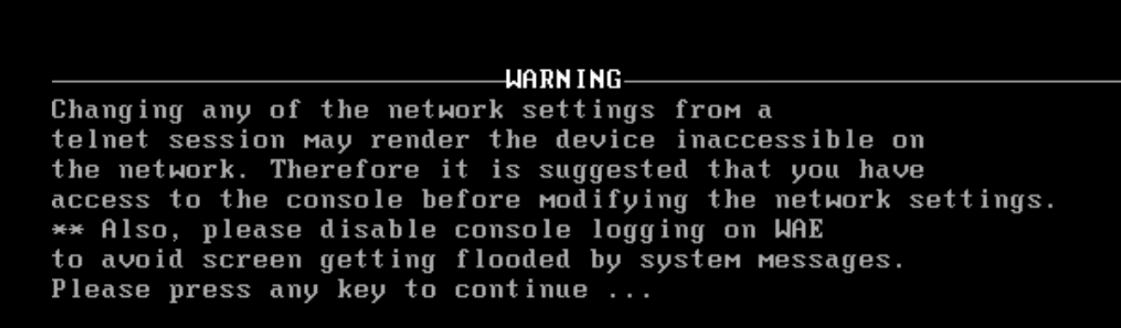 WARNING
Changing any of the network settings from a
telnet session may render the device inaccessible on
the network. Therefore it is suggested that you have
access to the console before modifying the network settings.
** Also, please disable console logging on WAE
to avoid screen getting flooded by system messages.
Please press any key to continue ...